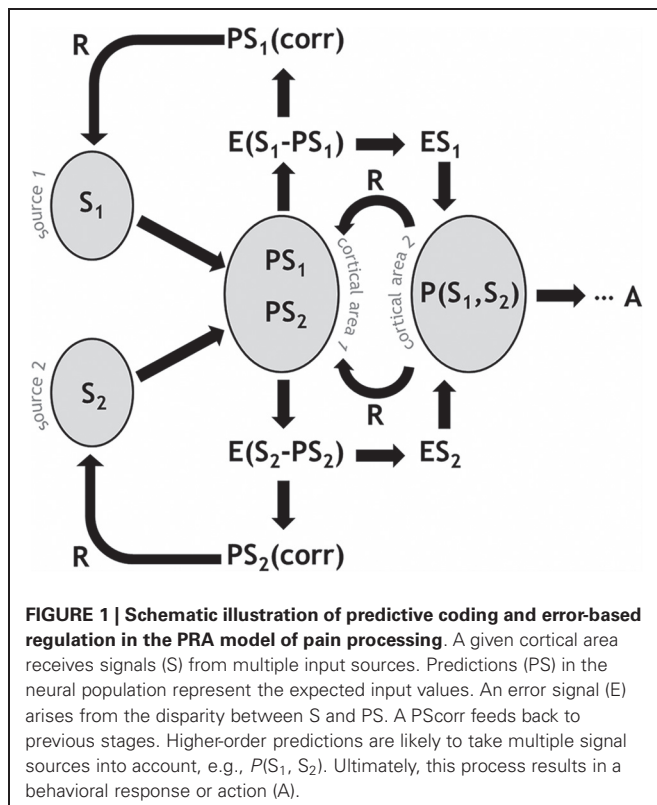 R
PS₁(corr)
E(S₁-PS₁)
ES₁
source 1
S₁
R
PS₁
PS₂
cortical area 1
cortical area 2
P(S₁,S₂)
... A
source 2
S₂
R
E(S₂-PS₂)
ES₂
R
PS₂(corr)
FIGURE 1 | Schematic illustration of predictive coding and error-based
regulation in the PRA model of pain processing. A given cortical area
receives signals (S) from multiple input sources. Predictions (PS) in the
neural population represent the expected input values. An error signal (E)
arises from the disparity between S and PS. A PScorr feeds back to
previous stages. Higher-order predictions are likely to take multiple signal
sources into account, e.g., P(S₁, S₂). Ultimately, this process results in a
behavioral response or action (A).